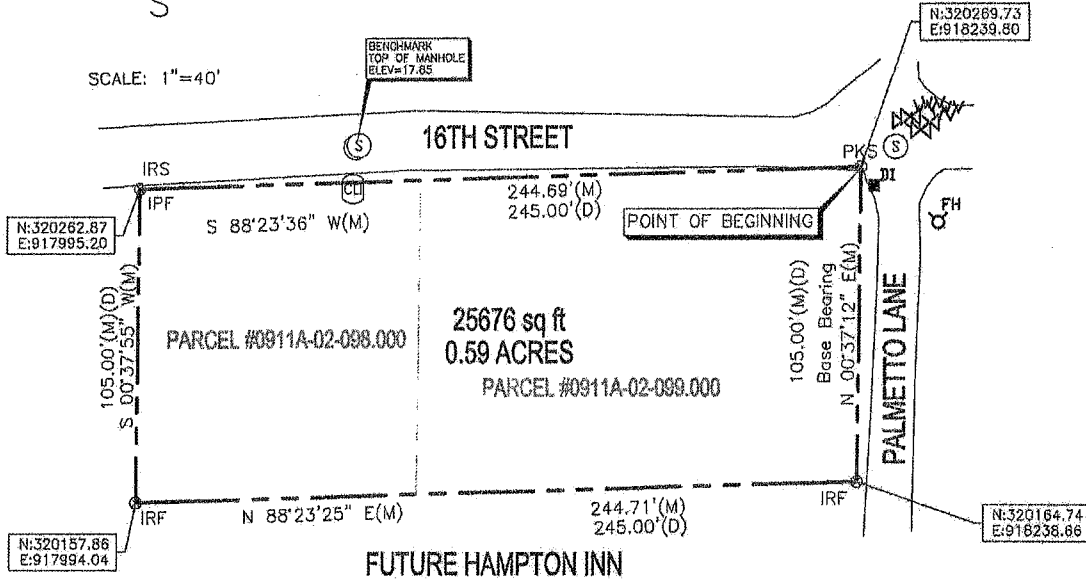 S
N:320269.73
E:918239.80
SCALE: 1"=40'
BENCHMARK
TOP OF MANHOLE
ELEV=17.85
S
16TH STREET
S
PKS
DI
FH
IRS
IPF
CO
244.69'(M)
245.00'(D)
S 88°23'36" W(M)
POINT OF BEGINNING
N:320262.87
E:917995.20
105.00'(M)(D)
S 00°37'55" W(M)
PARCEL #0911A-02-098.000
25676 sq ft
0.59 ACRES
PARCEL #0911A-02-099.000
105.00'(M)(D)
Base Bearing
N 00°37'12" E(M)
PALMETTO LANE
IRF
N 88°23'25" E(M)
244.71'(M)
245.00'(D)
IRF
N:320157.86
E:917994.04
N:320164.74
E:918238.66
FUTURE HAMPTON INN